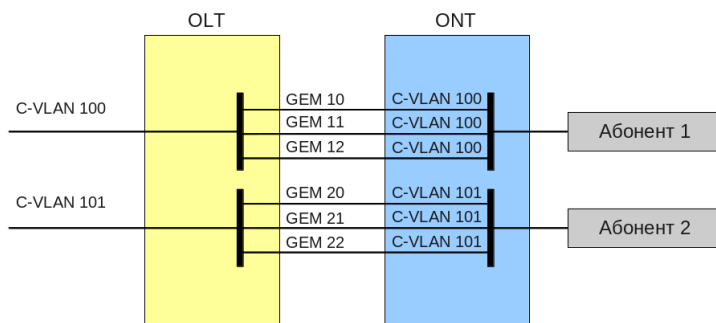 OLT
ONT
C-VLAN 100
GEM 10
C-VLAN 100
GEM 11
C-VLAN 100
GEM 12
C-VLAN 100
Абонент 1
C-VLAN 101
GEM 20
C-VLAN 101
GEM 21
C-VLAN 101
GEM 22
C-VLAN 101
Абонент 2